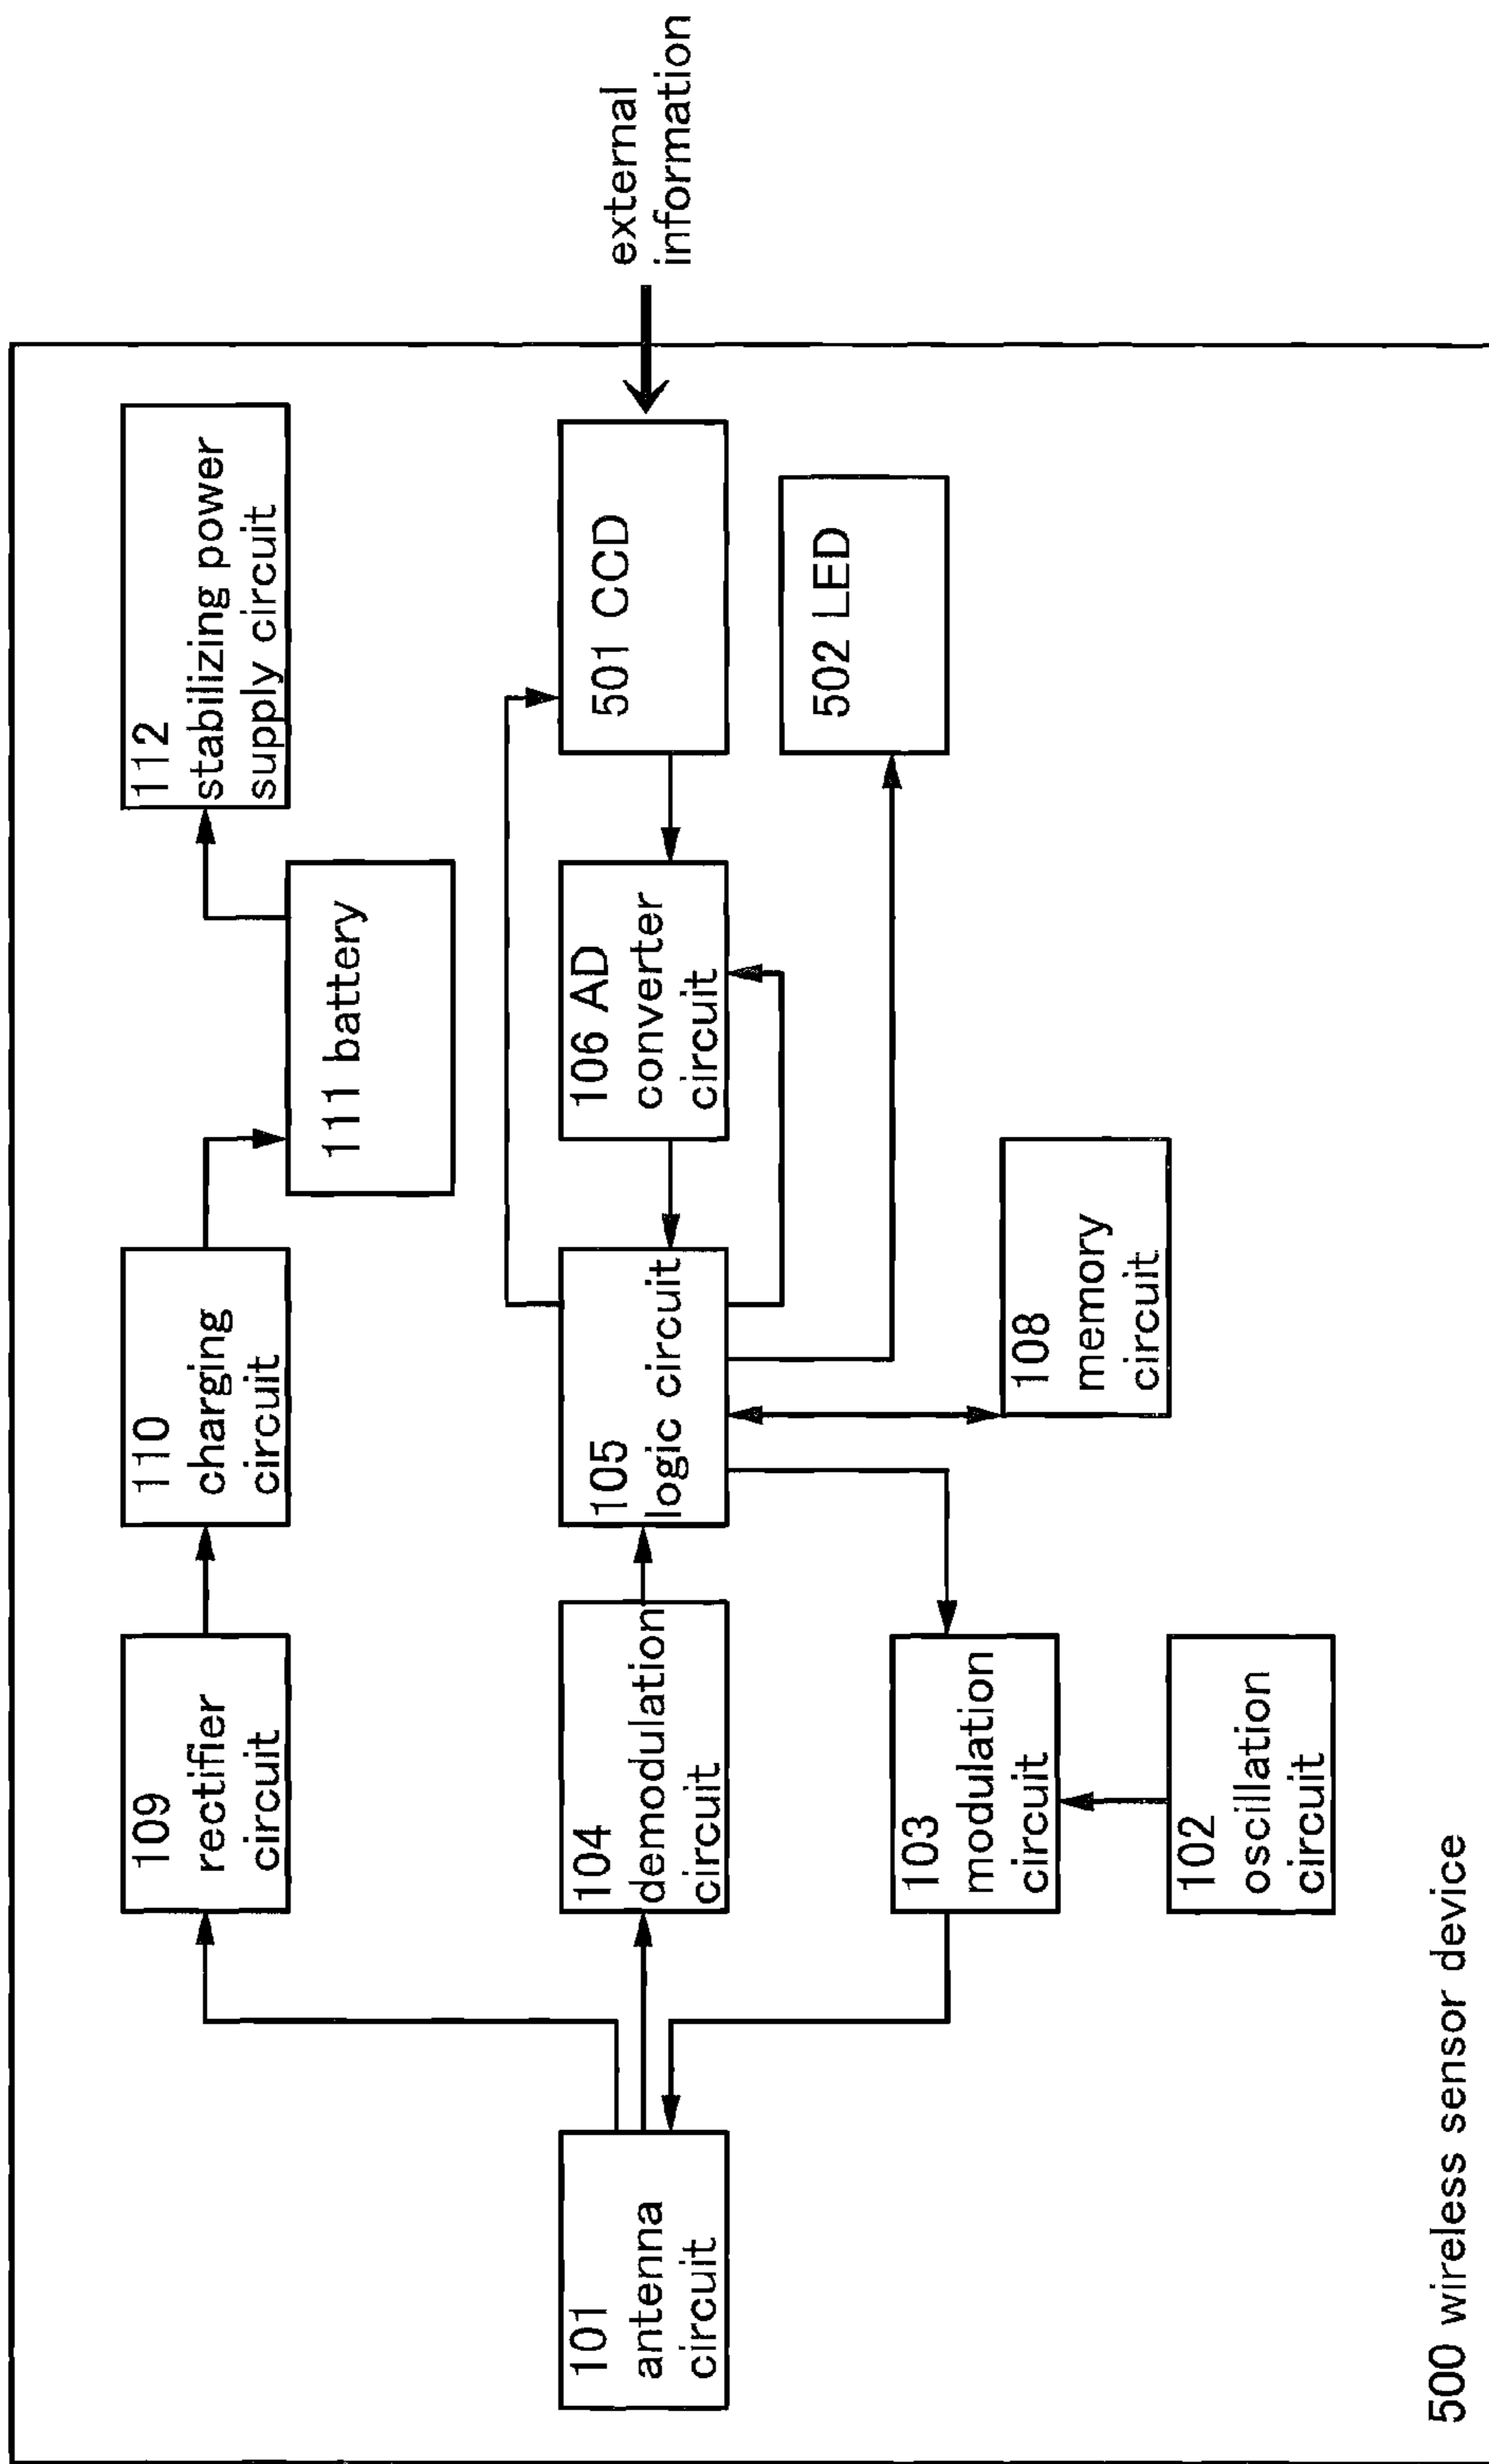 109
rectifier
circuit
110
charging
circuit
111 battery
112
stabilizing power
supply circuit
101
antenna
circuit
104
demodulation
circuit
105
logic circuit
106 AD
converter
circuit
501 CCD
external
information
502 LED
103
modulation
circuit
108
memory
circuit
102
oscillation
circuit
500 wireless sensor device